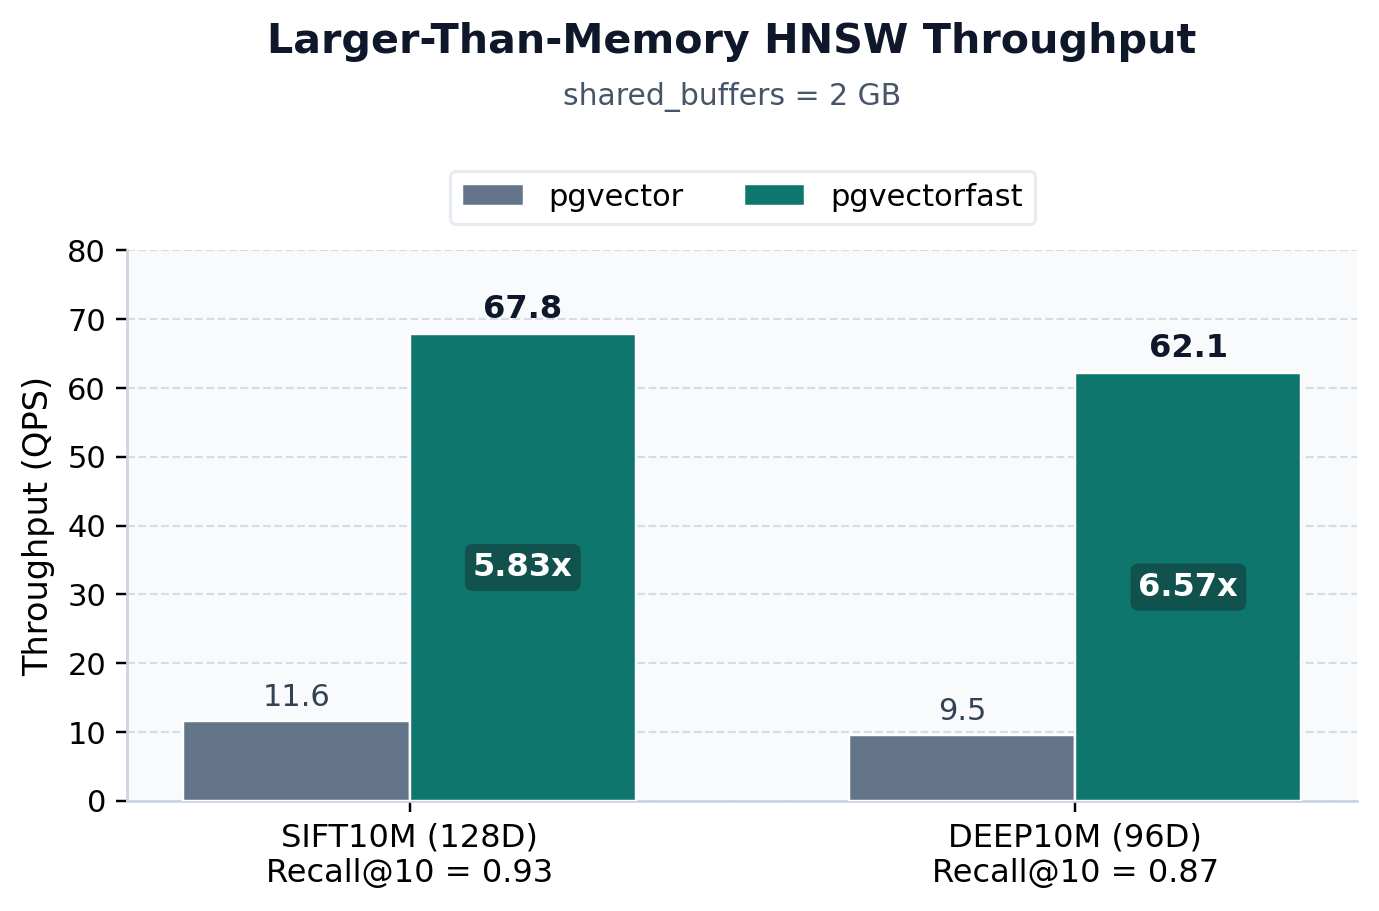 Larger-Than-Memory HNSW Throughput
shared_buffers = 2 GB
pgvector
pgvectorfast
Throughput (QPS)
80
70
60
50
40
30
20
10
0
11.6
67.8
5.83x
9.5
62.1
6.57x
SIFT10M (128D)
Recall@10 = 0.93
DEEP10M (96D)
Recall@10 = 0.87